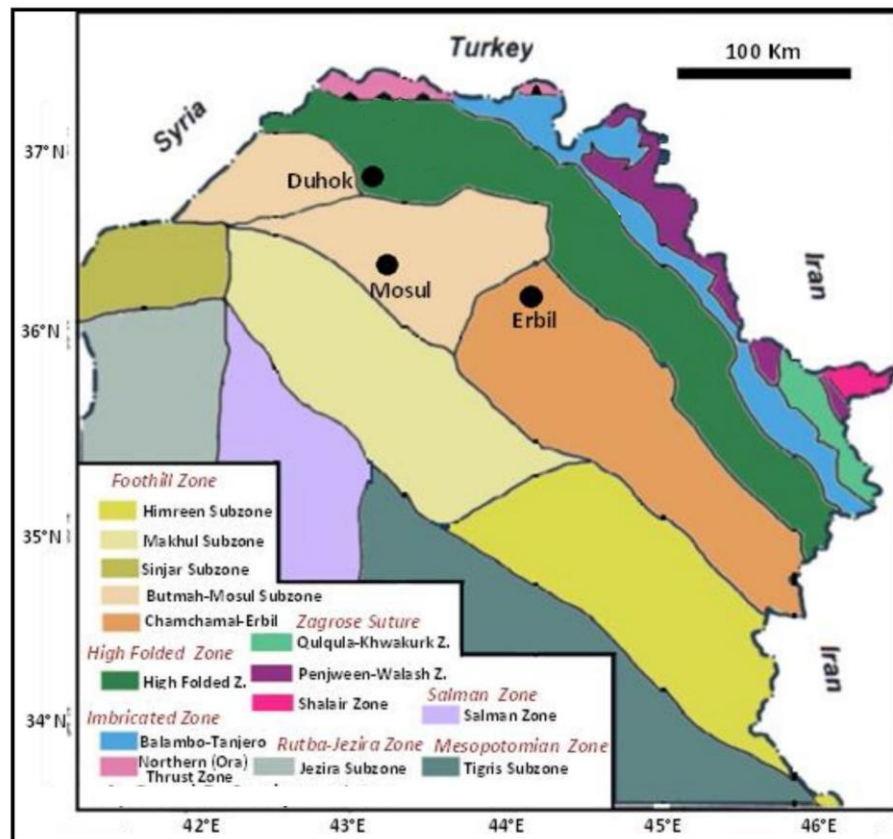 Turkey
100 Km
Syria
37°N
Duhok
Mosul
Iran
Erbil
36°N
Foothill Zone
Himreen Subzone
Makhul Subzone
35°N
Sinjar Subzone
Butmah-Mosul Subzone
Chamchamal-Erbil
Zagrose Suture
Qulqula-Khwakurk Z.
High Folded Zone
High Folded Z.
Penjween-Walash Z.
Shalair Zone
Iran
Salman Zone
Salman Zone
34°N
Imbricated Zone
Balambo-Tanjero
Northern (Ora)
Thrust Zone
Rutba-Jezira Zone
Jezira Subzone
Mesopotomian Zone
Tigris Subzone
42°E 43°E 44°E 45°E 46°E